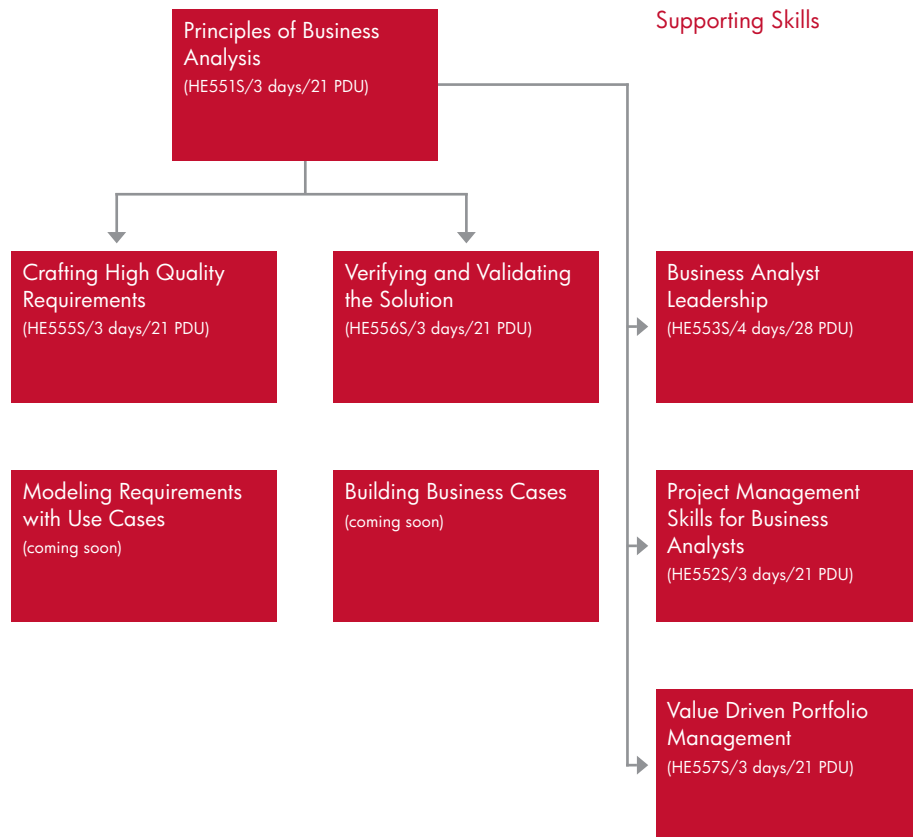 Supporting Skills
Principles of Business
Analysis
(HE551S/3 days/21 PDU)
Crafting High Quality
Requirements
(HE555S/3 days/21 PDU)
Verifying and Validating
the Solution
(HE556S/3 days/21 PDU)
Business Analyst
Leadership
(HE553S/4 days/28 PDU)
Modeling Requirements
with Use Cases
(coming soon)
Building Business Cases
(coming soon)
Project Management
Skills for Business
Analysts
(HE552S/3 days/21 PDU)
Value Driven Portfolio
Management
(HE557S/3 days/21 PDU)